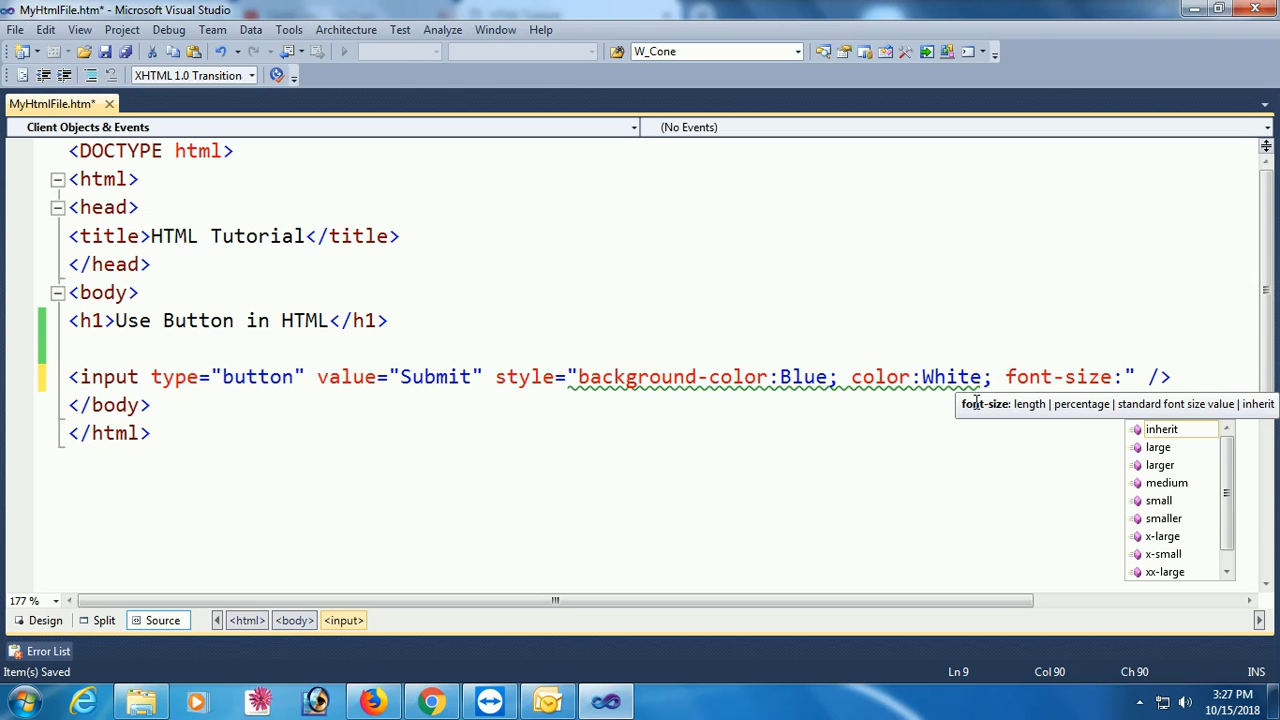 MyHtmlFile.htm* - Microsoft Visual Studio
File Edit View Project Debug Team Data Tools Architecture Test Analyze Window Help
W_Cone
XHTML 1.0 Transition
MyHtmlFile.htm*
Client Objects & Events (No Events)
<DOCTYPE html>
<html>
<head>
<title>HTML Tutorial</title>
</head>
<body>
<h1>Use Button in HTML</h1>
<input type="button" value="Submit" style="background-color:Blue; color:White; font-size:" />
</body>
font-size: length | percentage | standard font size value | inherit
</html>
inherit
large
larger
medium
small
smaller
x-large
x-small
xx-large
177 %
Design Split Source <html> <body> <input>
Error List
Item(s) Saved Ln 9 Col 90 Ch 90 INS
3:27 PM
10/15/2018